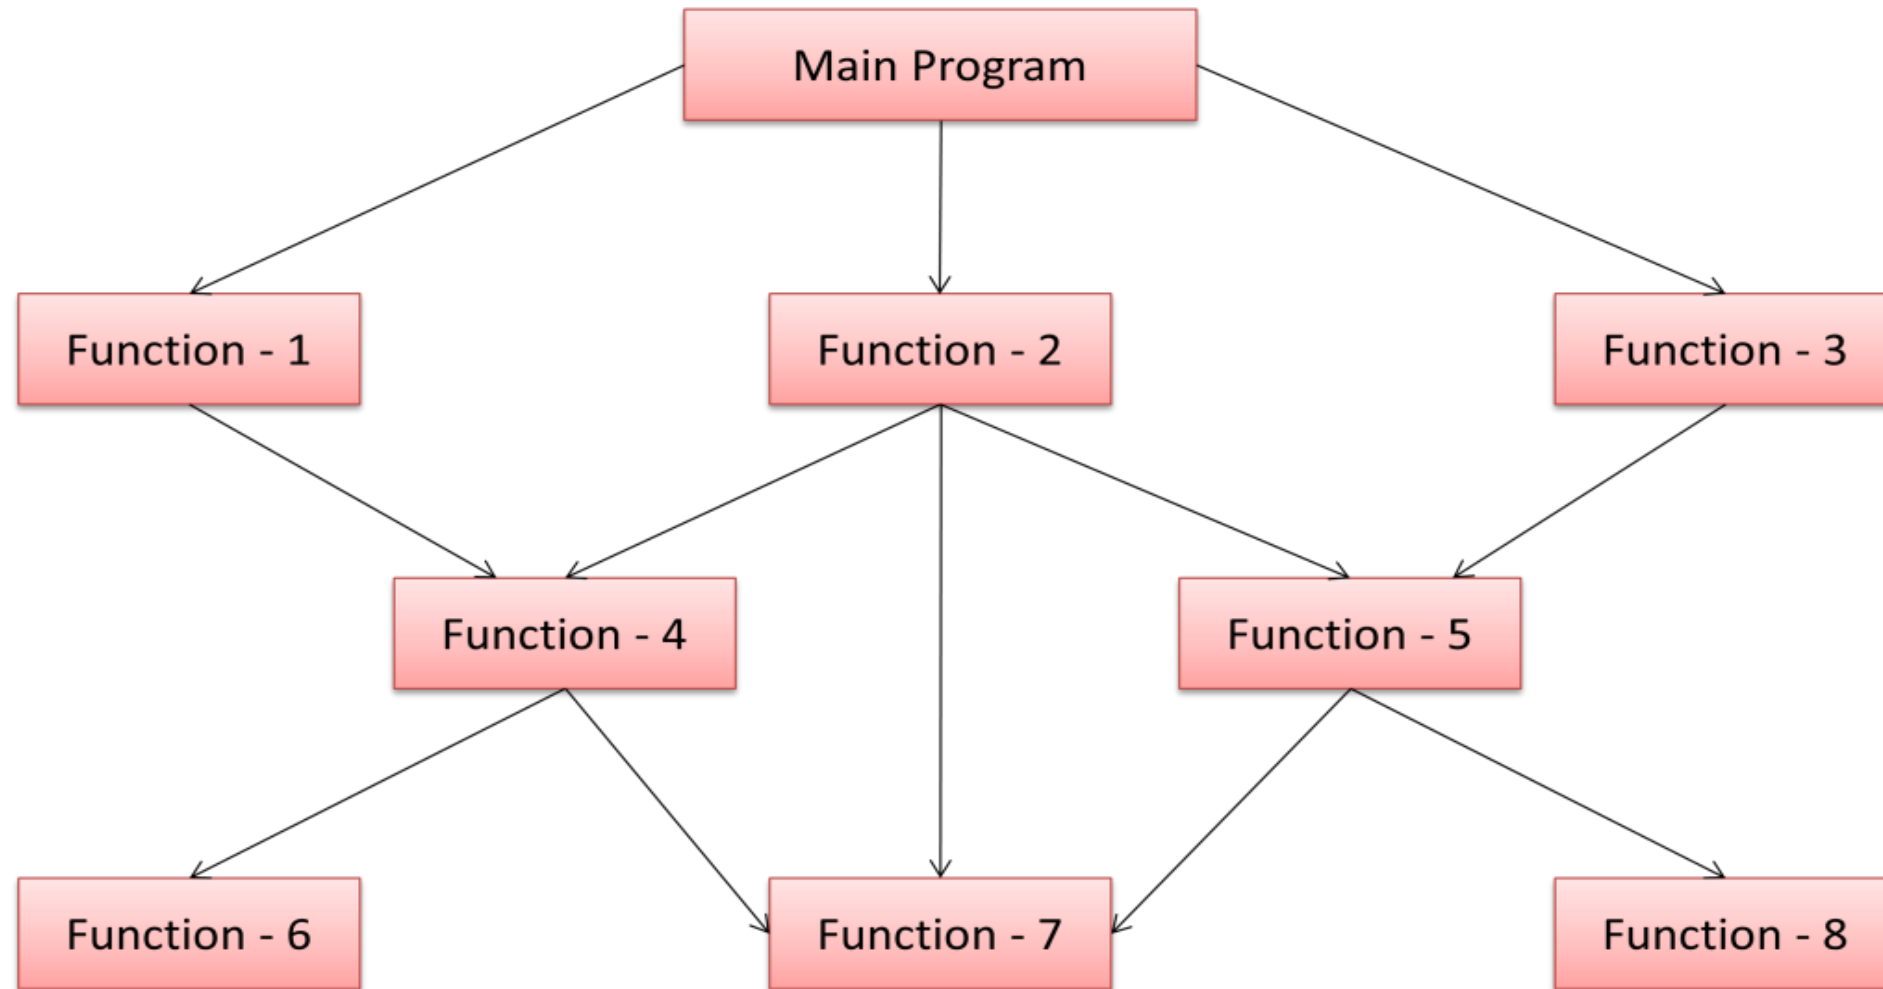 Main Program
Function - 1
Function - 2
Function - 3
Function - 4
Function - 5
Function - 6
Function - 7
Function - 8